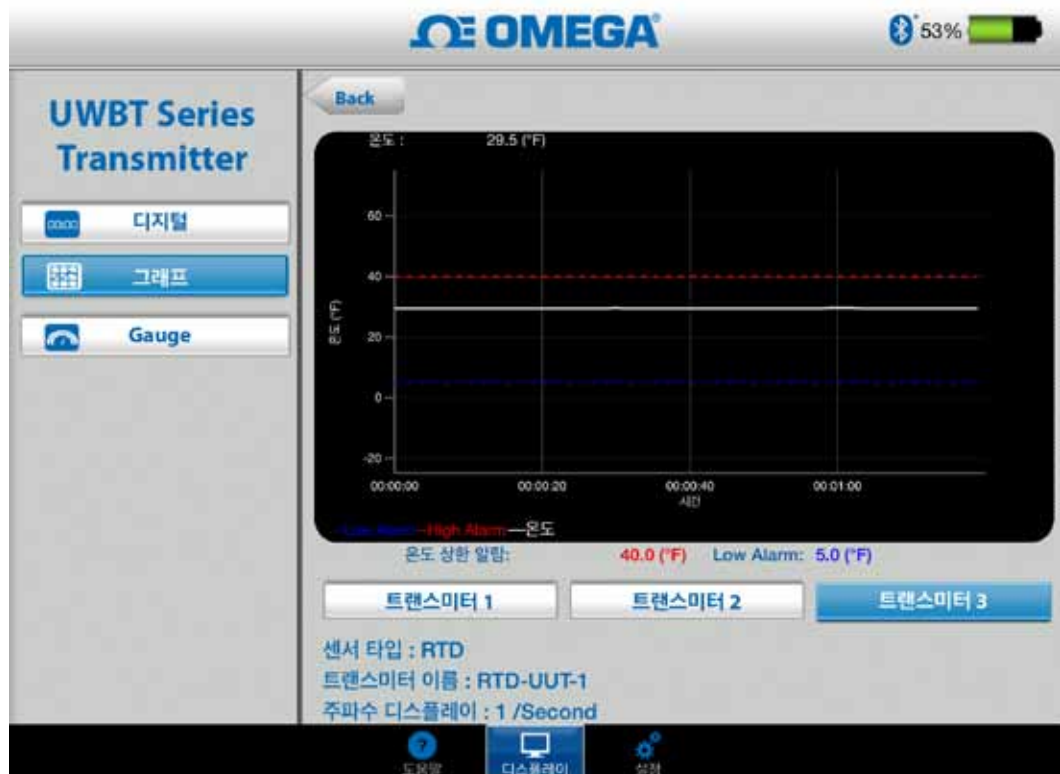 OMEGA
53%
UWBT Series
Transmitter
디지털
그래프
Gauge
Back
온도 : 29.5 (°F)
60
40
20
0
-20
온도 (°F)
00:00:00 00:00:20 00:00:40 00:01:00
시간
--Low Alarm--High Alarm—온도
온도 상한 알람: 40.0 (°F) Low Alarm: 5.0 (°F)
트랜스미터 1 트랜스미터 2 트랜스미터 3
센서 타입 : RTD
트랜스미터 이름 : RTD-UUT-1
주파수 디스플레이 : 1 /Second
도움말 디스플레이 설정